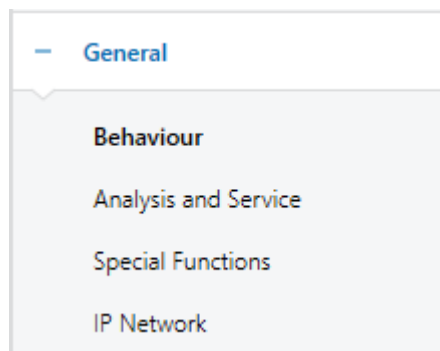 General
Behaviour
Analysis and Service
Special Functions
IP Network